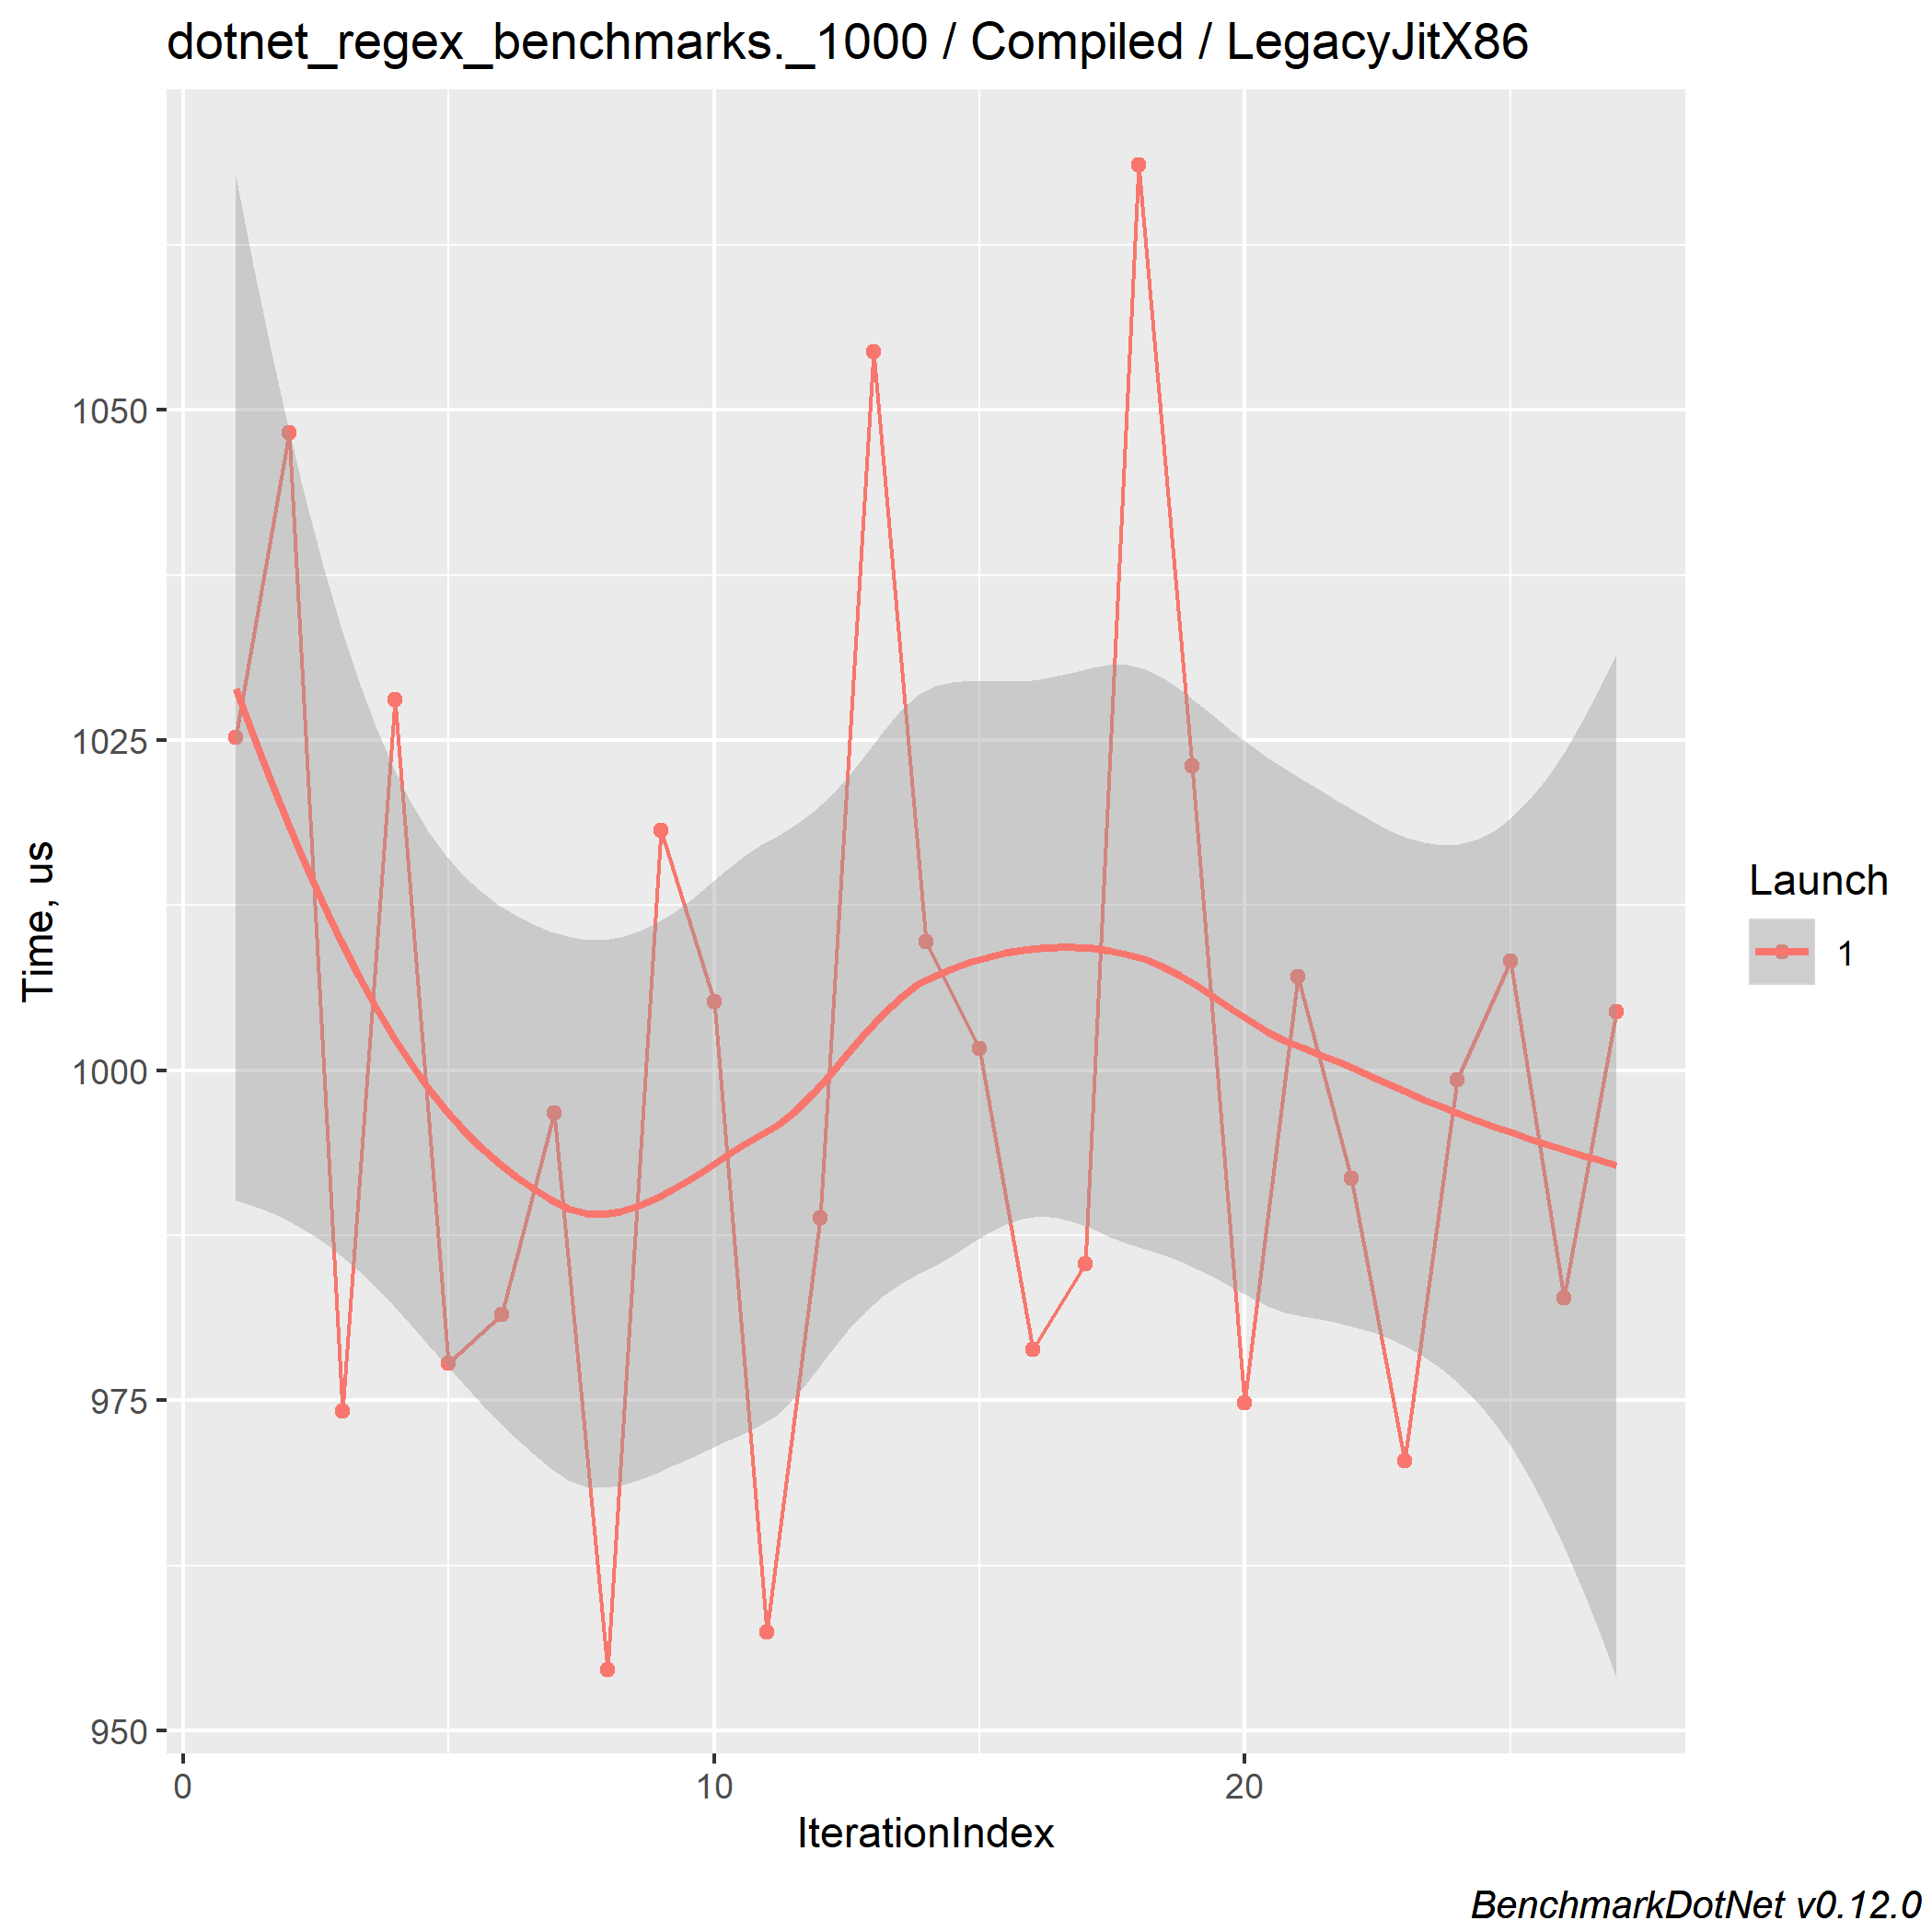 dotnet_regex_benchmarks._1000 / Compiled / LegacyJitX86
Time, us
1050
1025
1000
975
950
0
10
20
IterationIndex
Launch
1
BenchmarkDotNet v0.12.0